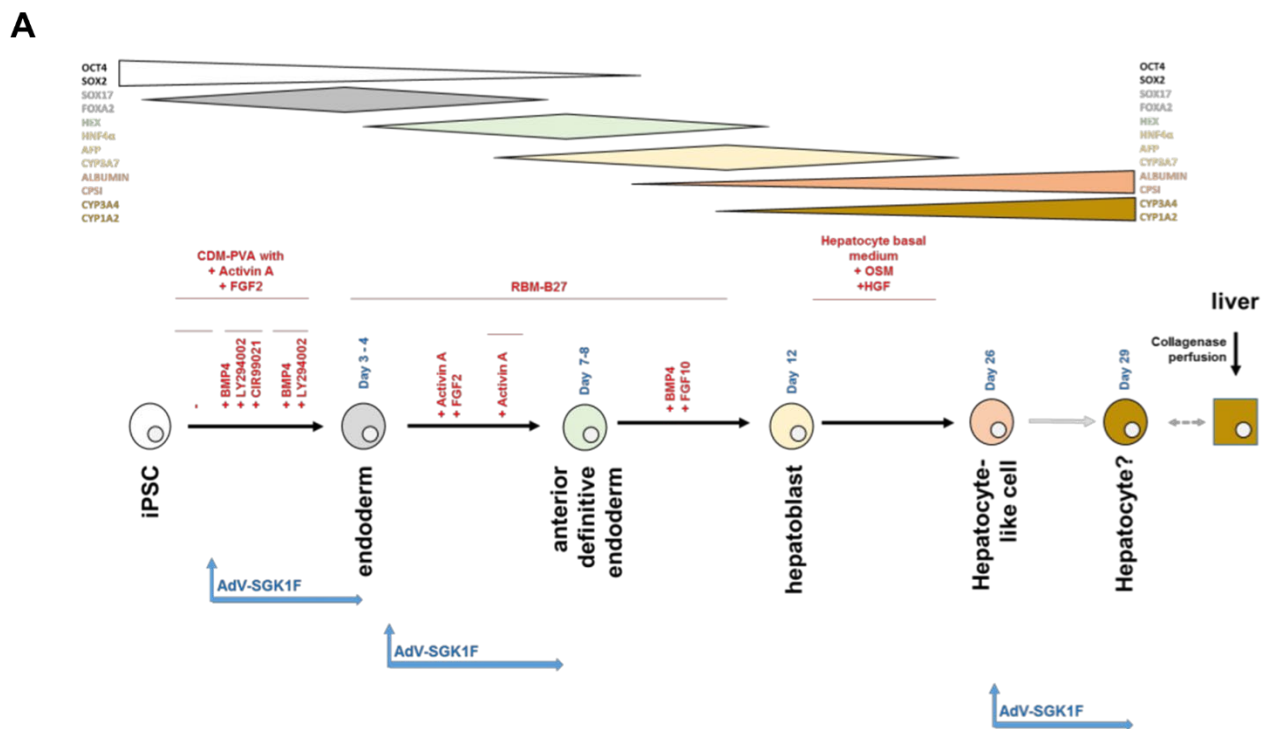 A
OCT4
SOX2
SOX17
FOXA2
HEX
HNF4α
AFP
CYP3A7
ALBUMIN
CPSI
CYP3A4
CYP1A2
OCT4
SOX2
SOX17
FOXA2
HEX
HNF4α
AFP
CYP3A7
ALBUMIN
CPSI
CYP3A4
CYP1A2
CDM-PVA with
+ Activin A
+ FGF2
RBM-B27
Hepatocyte basal
medium
+ OSM
+HGF
liver
Collagenase
perfusion
-
+ BMP4
+ LY294002
+ CIR99021
+ BMP4
+ LY294002
Day 3 - 4
+ Activin A
+ FGF2
+ Activin A
Day 7-8
+ BMP4
+ FGF10
Day 12
Day 26
Day 29
iPSC
endoderm
anterior
definitive
endoderm
hepatoblast
Hepatocyte-
like cell
Hepatocyte?
AdV-SGK1F
AdV-SGK1F
AdV-SGK1F